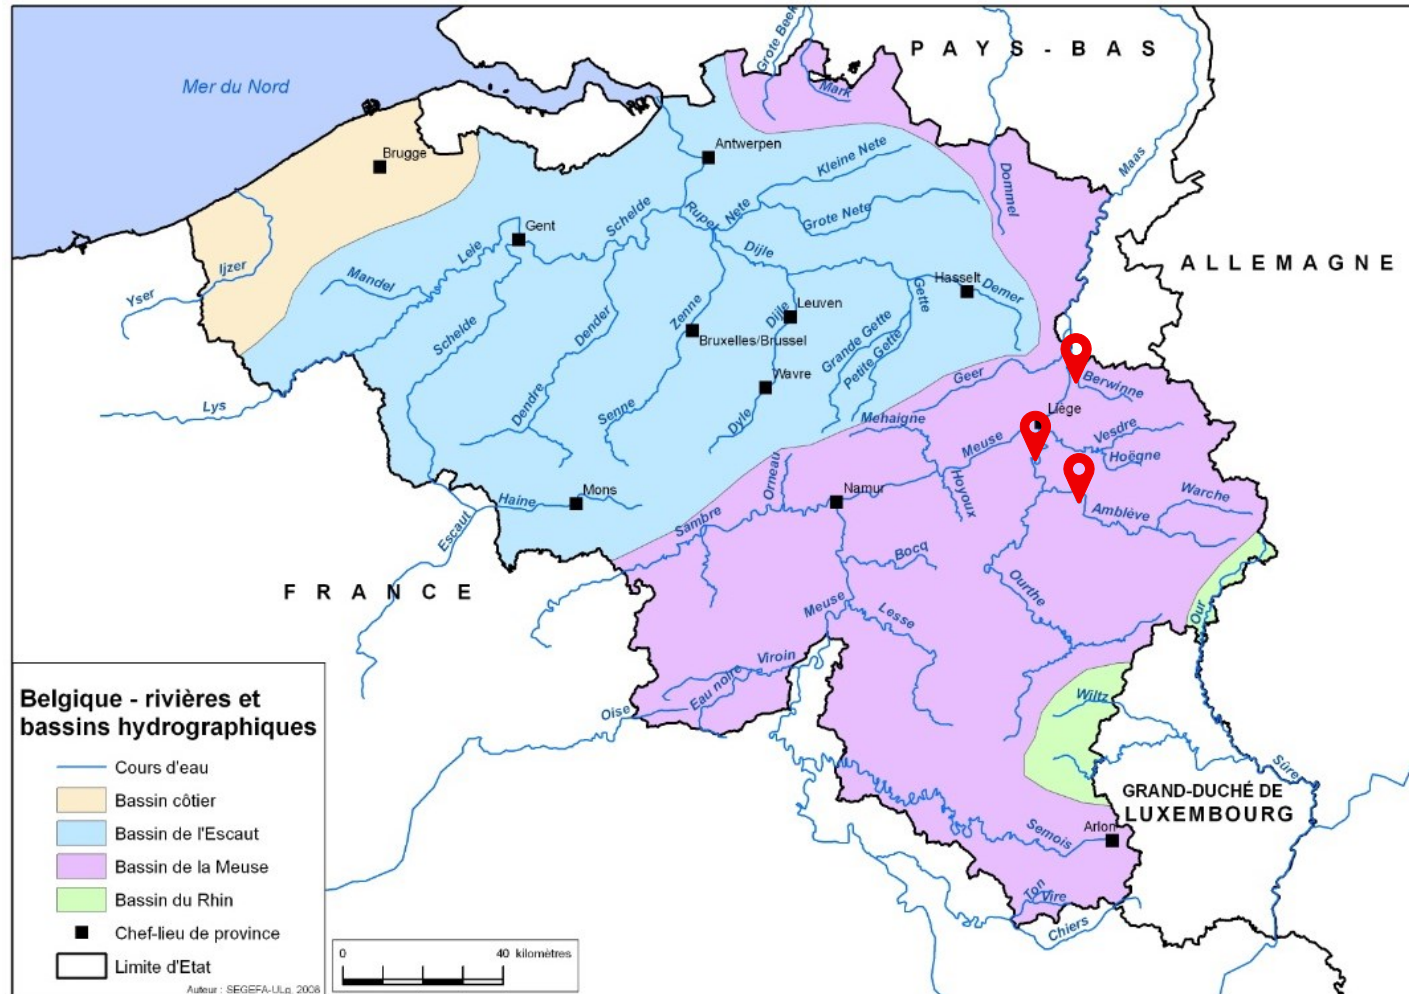 PAYS-BAS
Grote Beek
Mark
Mer du Nord
Maas
Brugge
Antwerpen
Kleine Nete
Dommel
Schelde
Rupel
Nete
Grote Nete
Gent
Leie
Dijle
ALLEMAGNE
Ijzer
Yser
Mandel
Hasselt
Demer
Gette
Schelde
Dender
Zenne
Dijle
Leuven
Bruxelles/Brussel
Grande Gette
Petite Gette
Wavre
Geer
Berwinne
Lys
Dendre
Senne
Dyle
Mehaigne
Liège
Meuse
Vesdre
Hoëgne
Orneau
Hoyoux
Mons
Haine
Namur
Warche
Amblève
Escaut
Sambre
Bocq
FRANCE
Meuse
Lesse
Ourthe
Our
Viroin
Eau noire
Oise
Wiltz
Sûre
GRAND-DUCHÉ DE
LUXEMBOURG
Arlon
Semois
Ton
Vire
Chiers
Belgique - rivières et
bassins hydrographiques
Cours d'eau
Bassin côtier
Bassin de l'Escaut
Bassin de la Meuse
Bassin du Rhin
Chef-lieu de province
Limite d'Etat
Auteur : SEGEFA-ULg, 2008
0 40 kilomètres